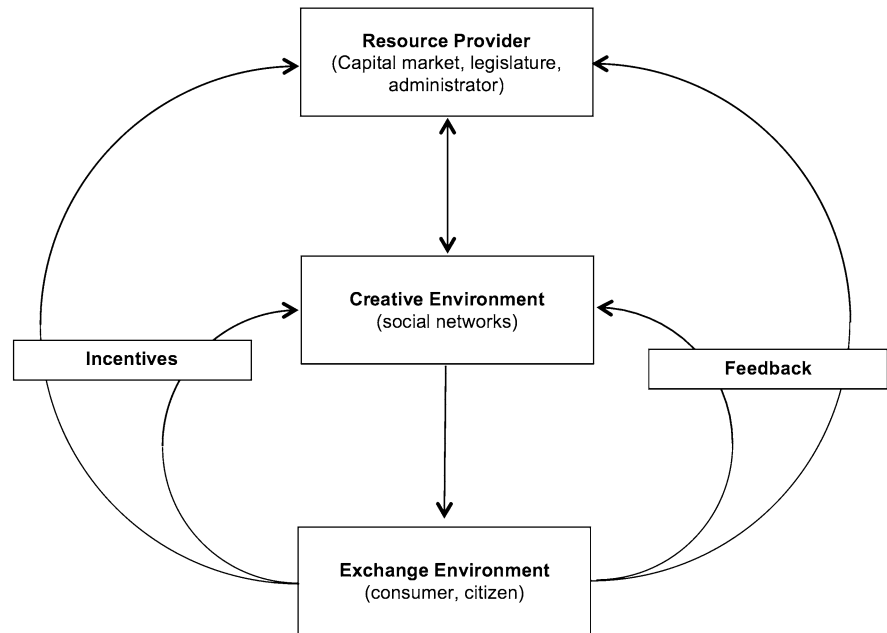 Resource Provider
(Capital market, legislature,
administrator)
Creative Environment
(social networks)
Incentives
Feedback
Exchange Environment
(consumer, citizen)